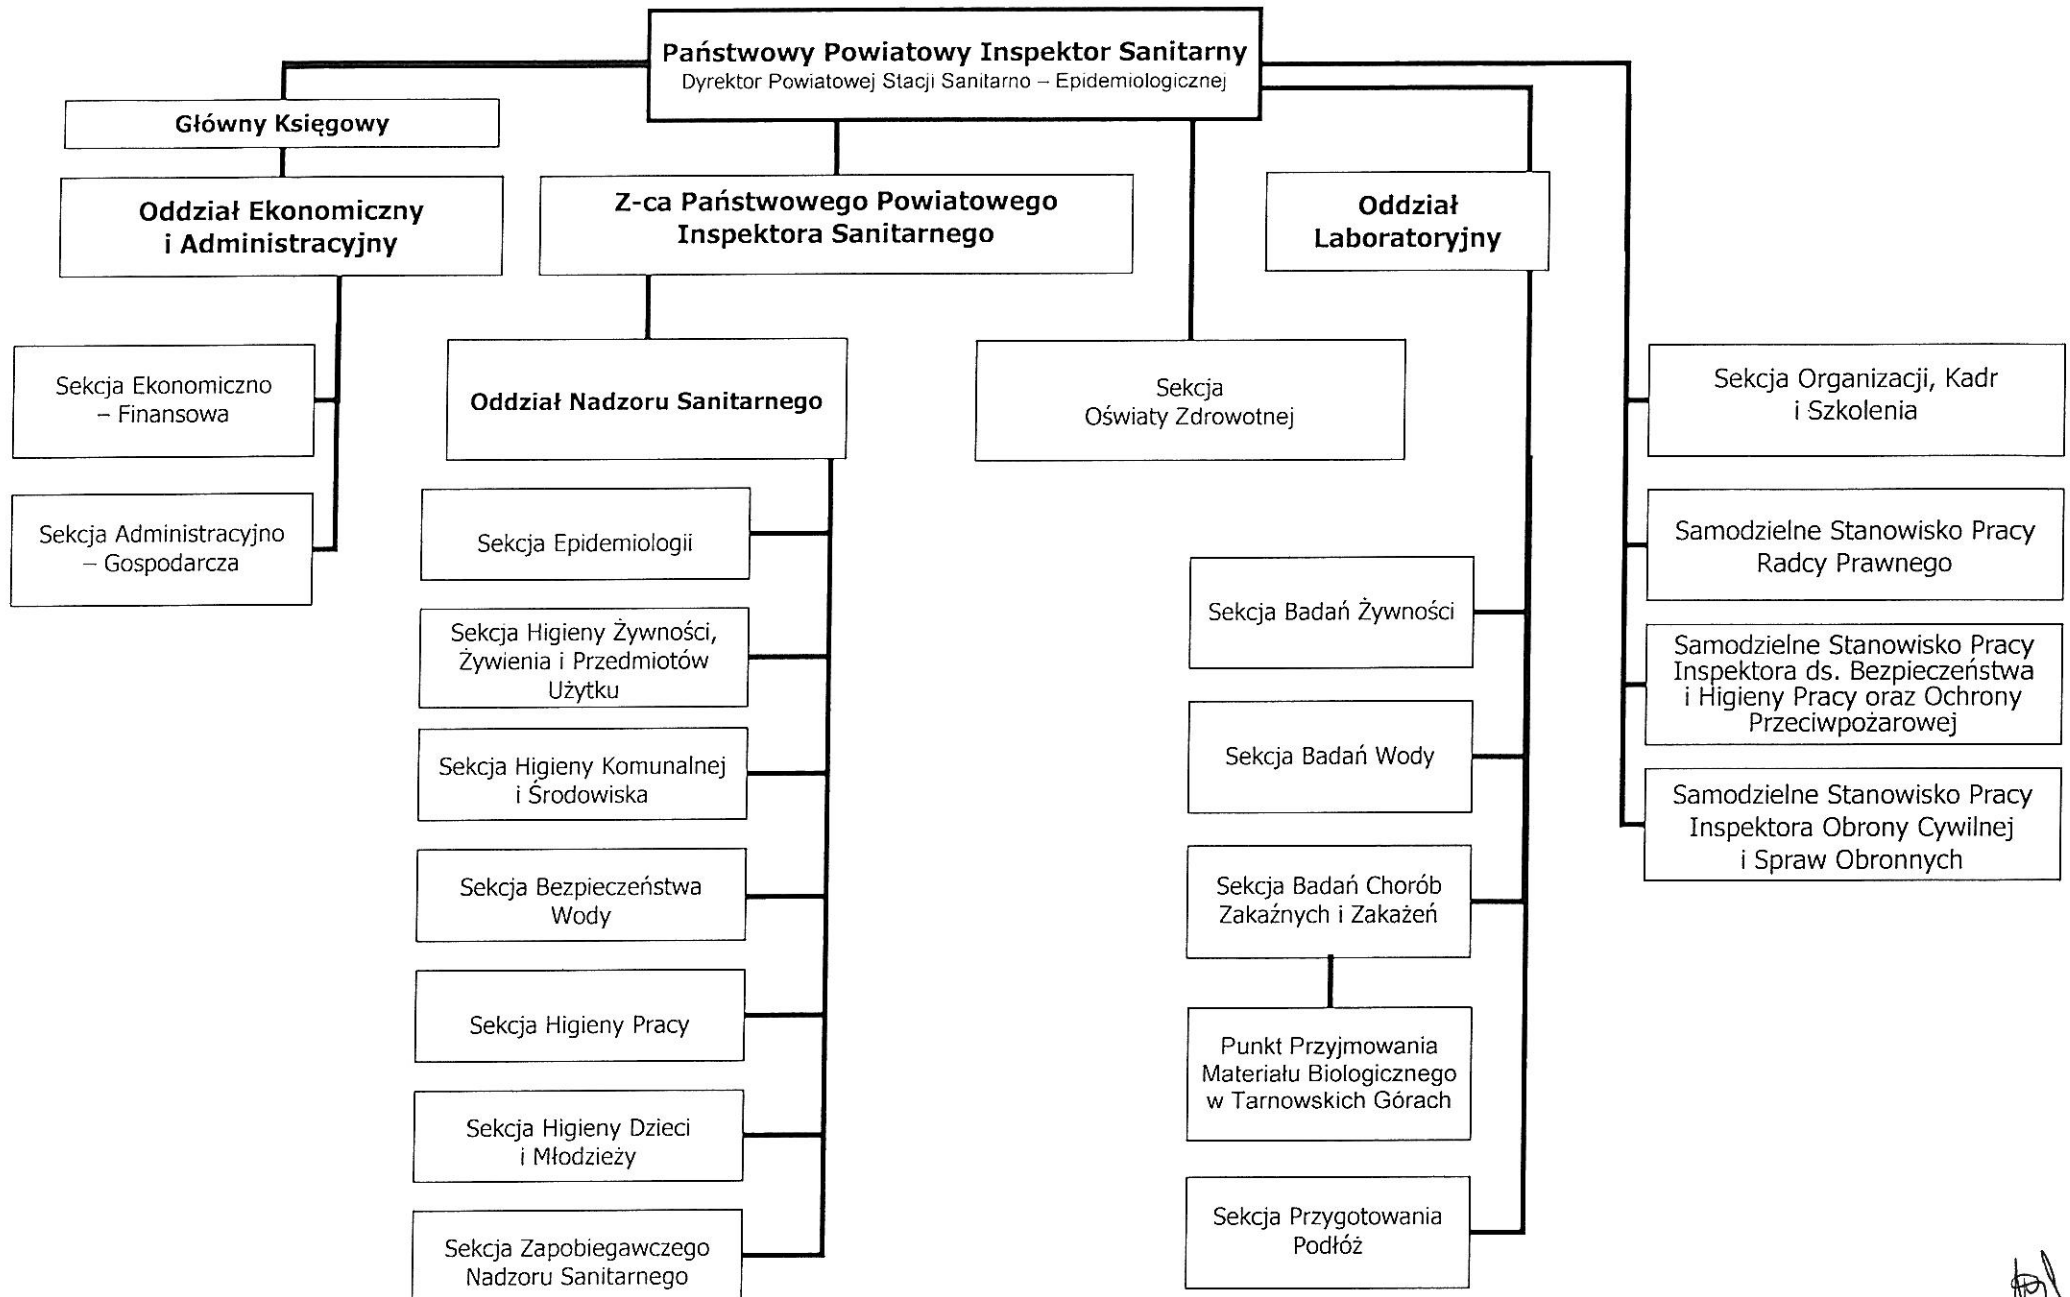 Państwowy Powiatowy Inspektor Sanitarny
Dyrektor Powiatowej Stacji Sanitarno – Epidemiologicznej
Główny Księgowy
Oddział Ekonomiczny
i Administracyjny
Z-ca Państwowego Powiatowego
Inspektora Sanitarnego
Oddział
Laboratoryjny
Sekcja Ekonomiczno
– Finansowa
Sekcja Administracyjno
– Gospodarcza
Oddział Nadzoru Sanitarnego
Sekcja Epidemiologii
Sekcja Higieny Żywności,
Żywienia i Przedmiotów
Użytku
Sekcja Higieny Komunalnej
i Środowiska
Sekcja Bezpieczeństwa
Wody
Sekcja Higieny Pracy
Sekcja Higieny Dzieci
i Młodzieży
Sekcja Zapobiegawczego
Nadzoru Sanitarnego
Sekcja
Oświaty Zdrowotnej
Sekcja Badań Żywności
Sekcja Badań Wody
Sekcja Badań Chorób
Zakaźnych i Zakażeń
Punkt Przyjmowania
Materiału Biologicznego
w Tarnowskich Górach
Sekcja Przygotowania
Podłóż
Sekcja Organizacji, Kadr
i Szkolenia
Samodzielne Stanowisko Pracy
Radcy Prawnego
Samodzielne Stanowisko Pracy
Inspektora ds. Bezpieczeństwa
i Higieny Pracy oraz Ochrony
Przeciwpożarowej
Samodzielne Stanowisko Pracy
Inspektora Obrony Cywilnej
i Spraw Obronnych